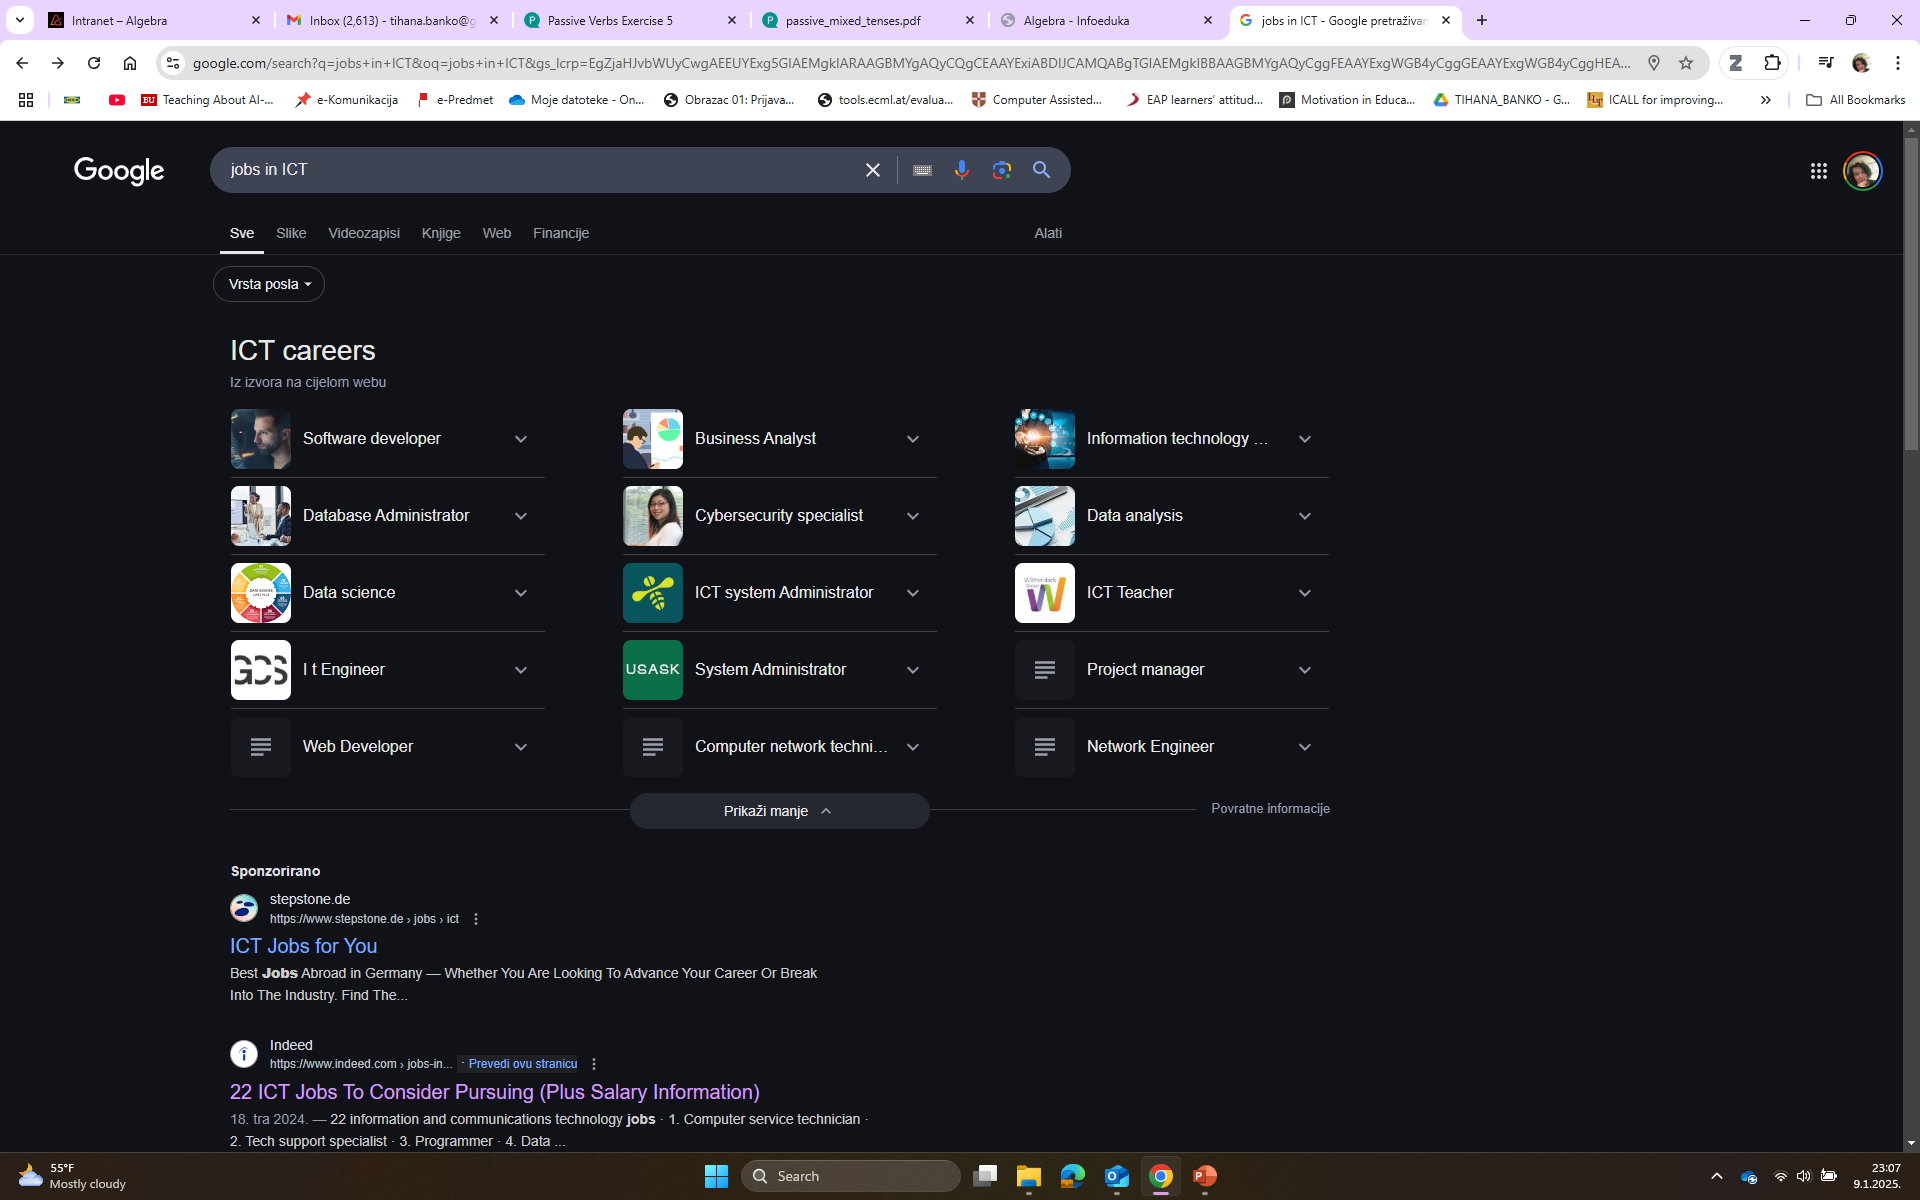 Intranet – Algebra
Inbox (2,613) - tihana.banko@g
Passive Verbs Exercise 5
passive_mixed_tenses.pdf
Algebra - Infoeduka
jobs in ICT - Google pretraživan
google.com/search?q=jobs+in+ICT&oq=jobs+in+ICT&gs_lcrp=
Teaching About AI-...
e-Komunikacija
e-Predmet
Moje datoteke - On...
Obrazac 01: Prijava...
tools.ecml.at/evalua...
Computer Assisted...
EAP learners' attitud...
Motivation in Educa...
TIHANA_BANKO - G...
ICALL for improving...
All Bookmarks
Google
jobs in ICT
Sve
Slike
Videozapisi
Knjige
Web
Financije
Alati
Vrsta posla
ICT careers
Iz izvora na cijelom webu
Software developer
Business Analyst
Information technology ...
Database Administrator
Cybersecurity specialist
Data analysis
Data science
ICT system Administrator
ICT Teacher
GDS
I t Engineer
USASK
System Administrator
Project manager
Web Developer
Computer network techni...
Network Engineer
Prikaži manje
Povratne informacije
Sponzorirano
stepstone.de
https://www.stepstone.de › jobs › ict
ICT Jobs for You
Best Jobs Abroad in Germany — Whether You Are Looking To Advance Your Career Or Break
Into The Industry. Find The...
Indeed
https://www.indeed.com › jobs-in... · Prevedi ovu stranicu
22 ICT Jobs To Consider Pursuing (Plus Salary Information)
18. tra 2024. — 22 information and communications technology jobs · 1. Computer service technician ·
2. Tech support specialist · 3. Programmer · 4. Data ...
55°F
Mostly cloudy
Search
23:07
9.1.2025.